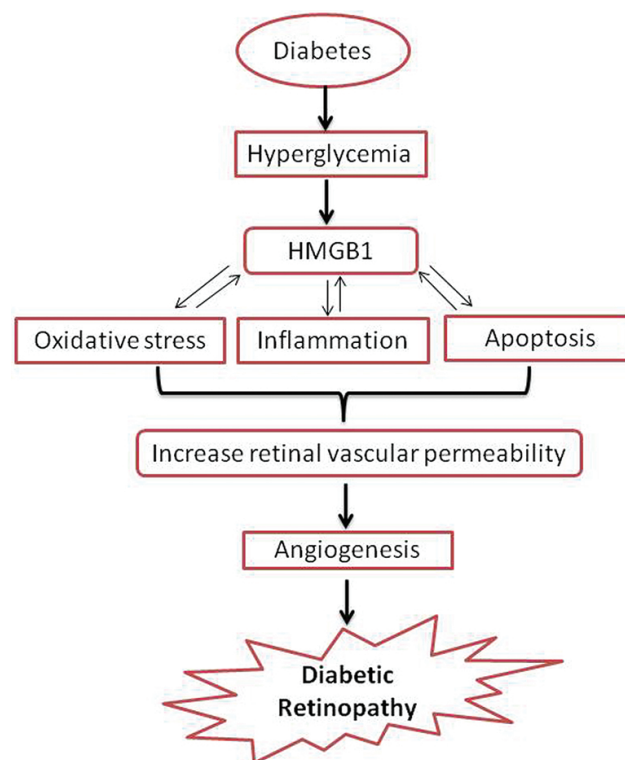 Diabetes
Hyperglycemia
HMGB1
Oxidative stress
Inflammation
Apoptosis
Increase retinal vascular permeability
Angiogenesis
Diabetic
Retinopathy